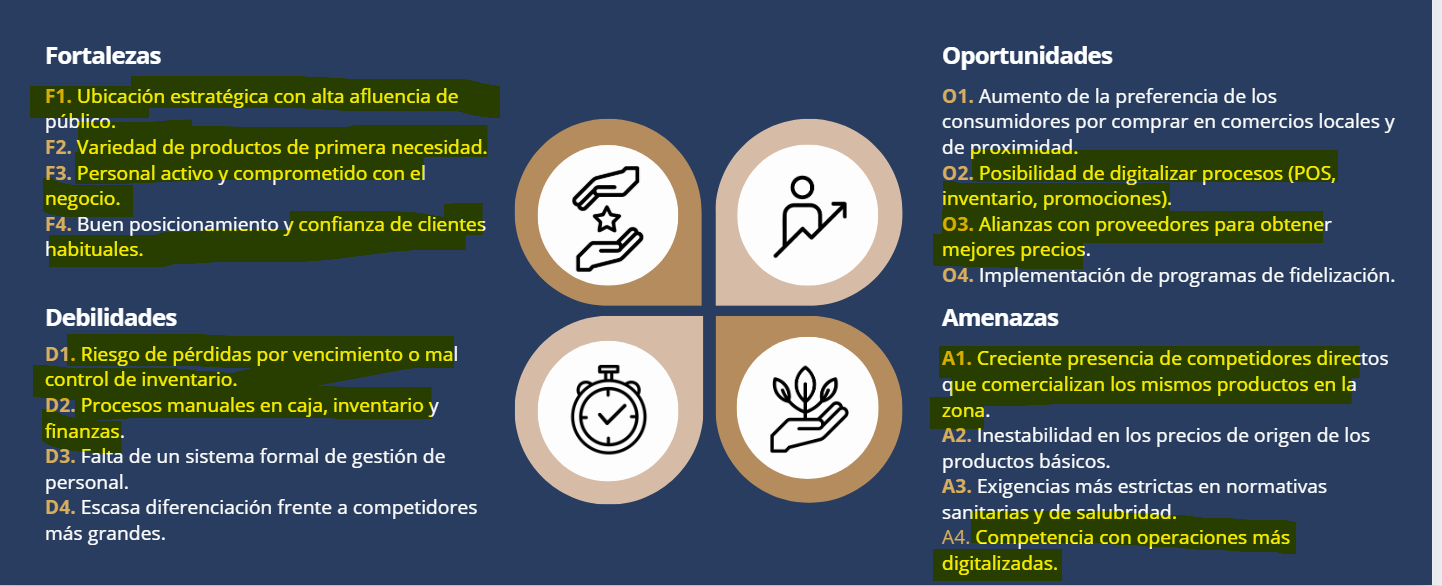 Fortalezas
F1. Ubicación estratégica con alta afluencia de
público.
F2. Variedad de productos de primera necesidad.
F3. Personal activo y comprometido con el
negocio.
F4. Buen posicionamiento y confianza de clientes
habituales.
Debilidades
D1. Riesgo de pérdidas por vencimiento o mal
control de inventario.
D2. Procesos manuales en caja, inventario y
finanzas.
D3. Falta de un sistema formal de gestión de
personal.
D4. Escasa diferenciación frente a competidores
más grandes.
Oportunidades
O1. Aumento de la preferencia de los
consumidores por comprar en comercios locales y
de proximidad.
O2. Posibilidad de digitalizar procesos (POS,
inventario, promociones).
O3. Alianzas con proveedores para obtener
mejores precios.
O4. Implementación de programas de fidelización.
Amenazas
A1. Creciente presencia de competidores directos
que comercializan los mismos productos en la
zona.
A2. Inestabilidad en los precios de origen de los
productos básicos.
A3. Exigencias más estrictas en normativas
sanitarias y de salubridad.
A4. Competencia con operaciones más
digitalizadas.